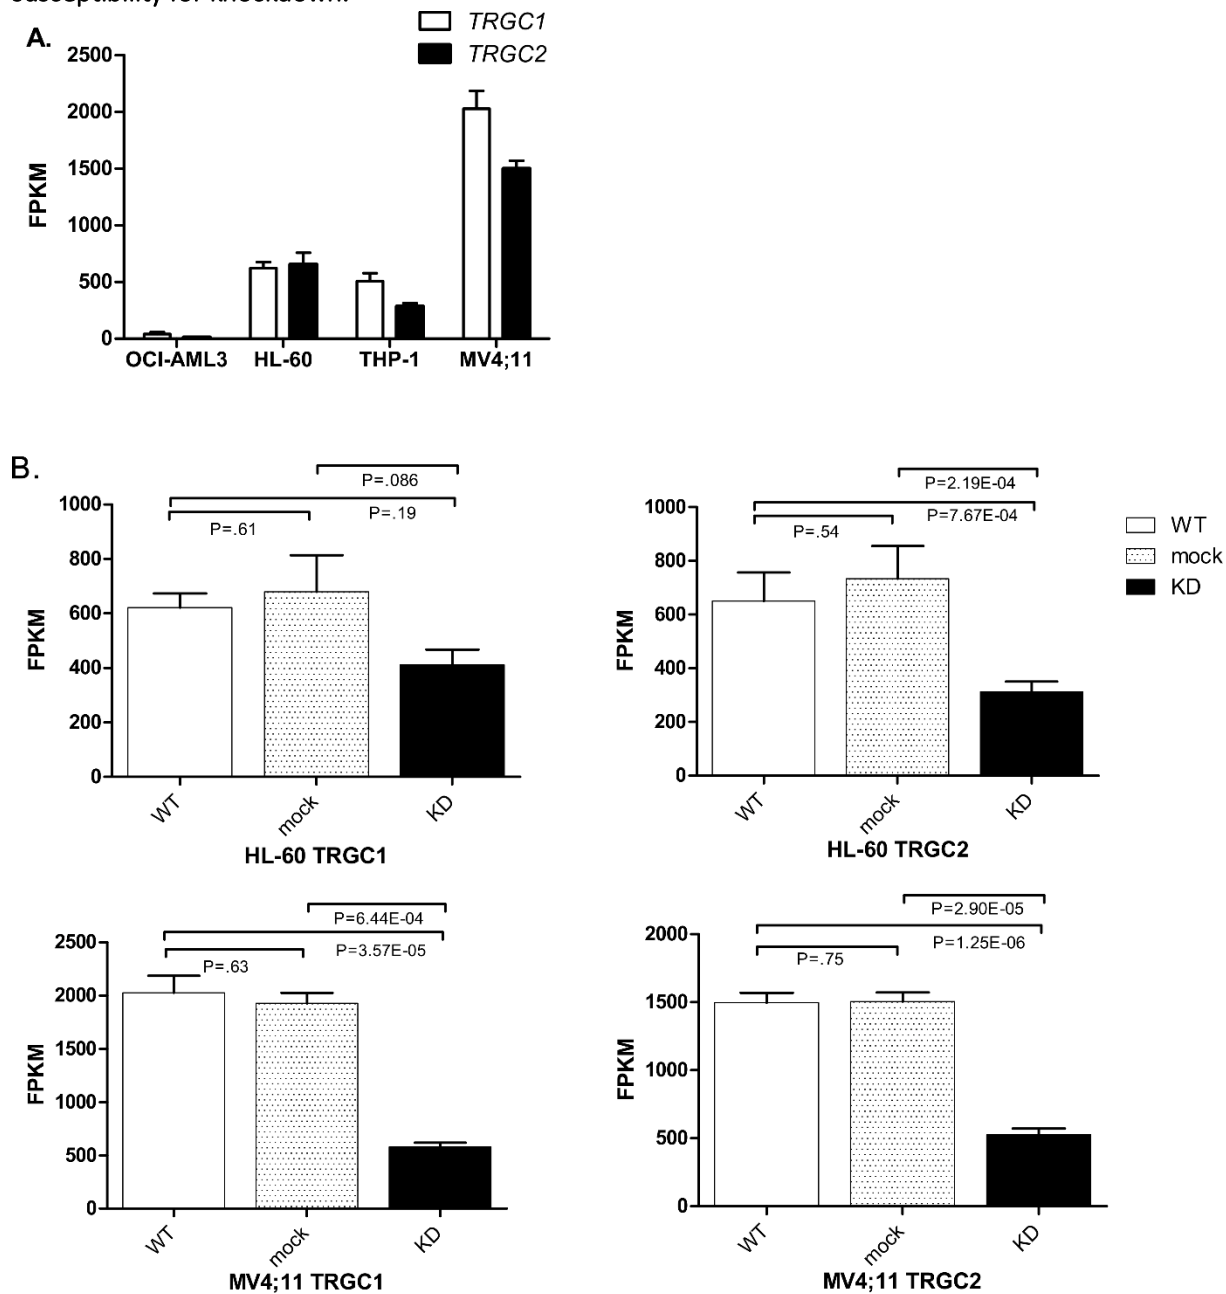 susceptibility for knockdown.
A.
TRGC1
TRGC2
2500
2000
1500
1000
500
0
FPKM
OCI-AML3 HL-60 THP-1 MV4;11
B.
P=.086
P=.19
P=.61
1000
800
600
400
200
0
FPKM
WT mock KD
HL-60 TRGC1
P=2.19E-04
P=7.67E-04
P=.54
1000
800
600
400
200
0
FPKM
WT mock KD
HL-60 TRGC2
WT
mock
KD
P=6.44E-04
P=3.57E-05
P=.63
2500
2000
1500
1000
500
0
FPKM
WT mock KD
MV4;11 TRGC1
P=2.90E-05
P=1.25E-06
P=.75
2000
1500
1000
500
0
FPKM
WT mock KD
MV4;11 TRGC2